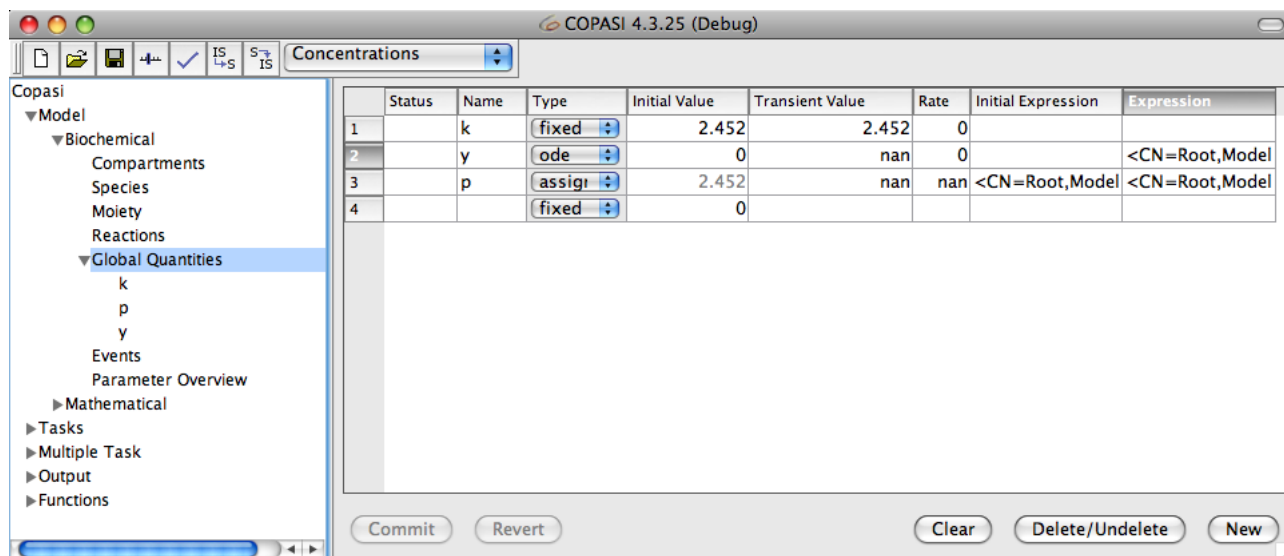 COPASI 4.3.25 (Debug)
IS S S IS Concentrations
Copasi
Model
Biochemical
Compartments
Species
Moiety
Reactions
Global Quantities
k
p
y
Events
Parameter Overview
Mathematical
Tasks
Multiple Task
Output
Functions
Status Name Type Initial Value Transient Value Rate Initial Expression Expression
1 k fixed 2.452 2.452 0
2 y ode 0 nan 0 <CN=Root,Model
3 p assign 2.452 nan nan <CN=Root,Model <CN=Root,Model
4 fixed 0
Commit Revert Clear Delete/Undelete New